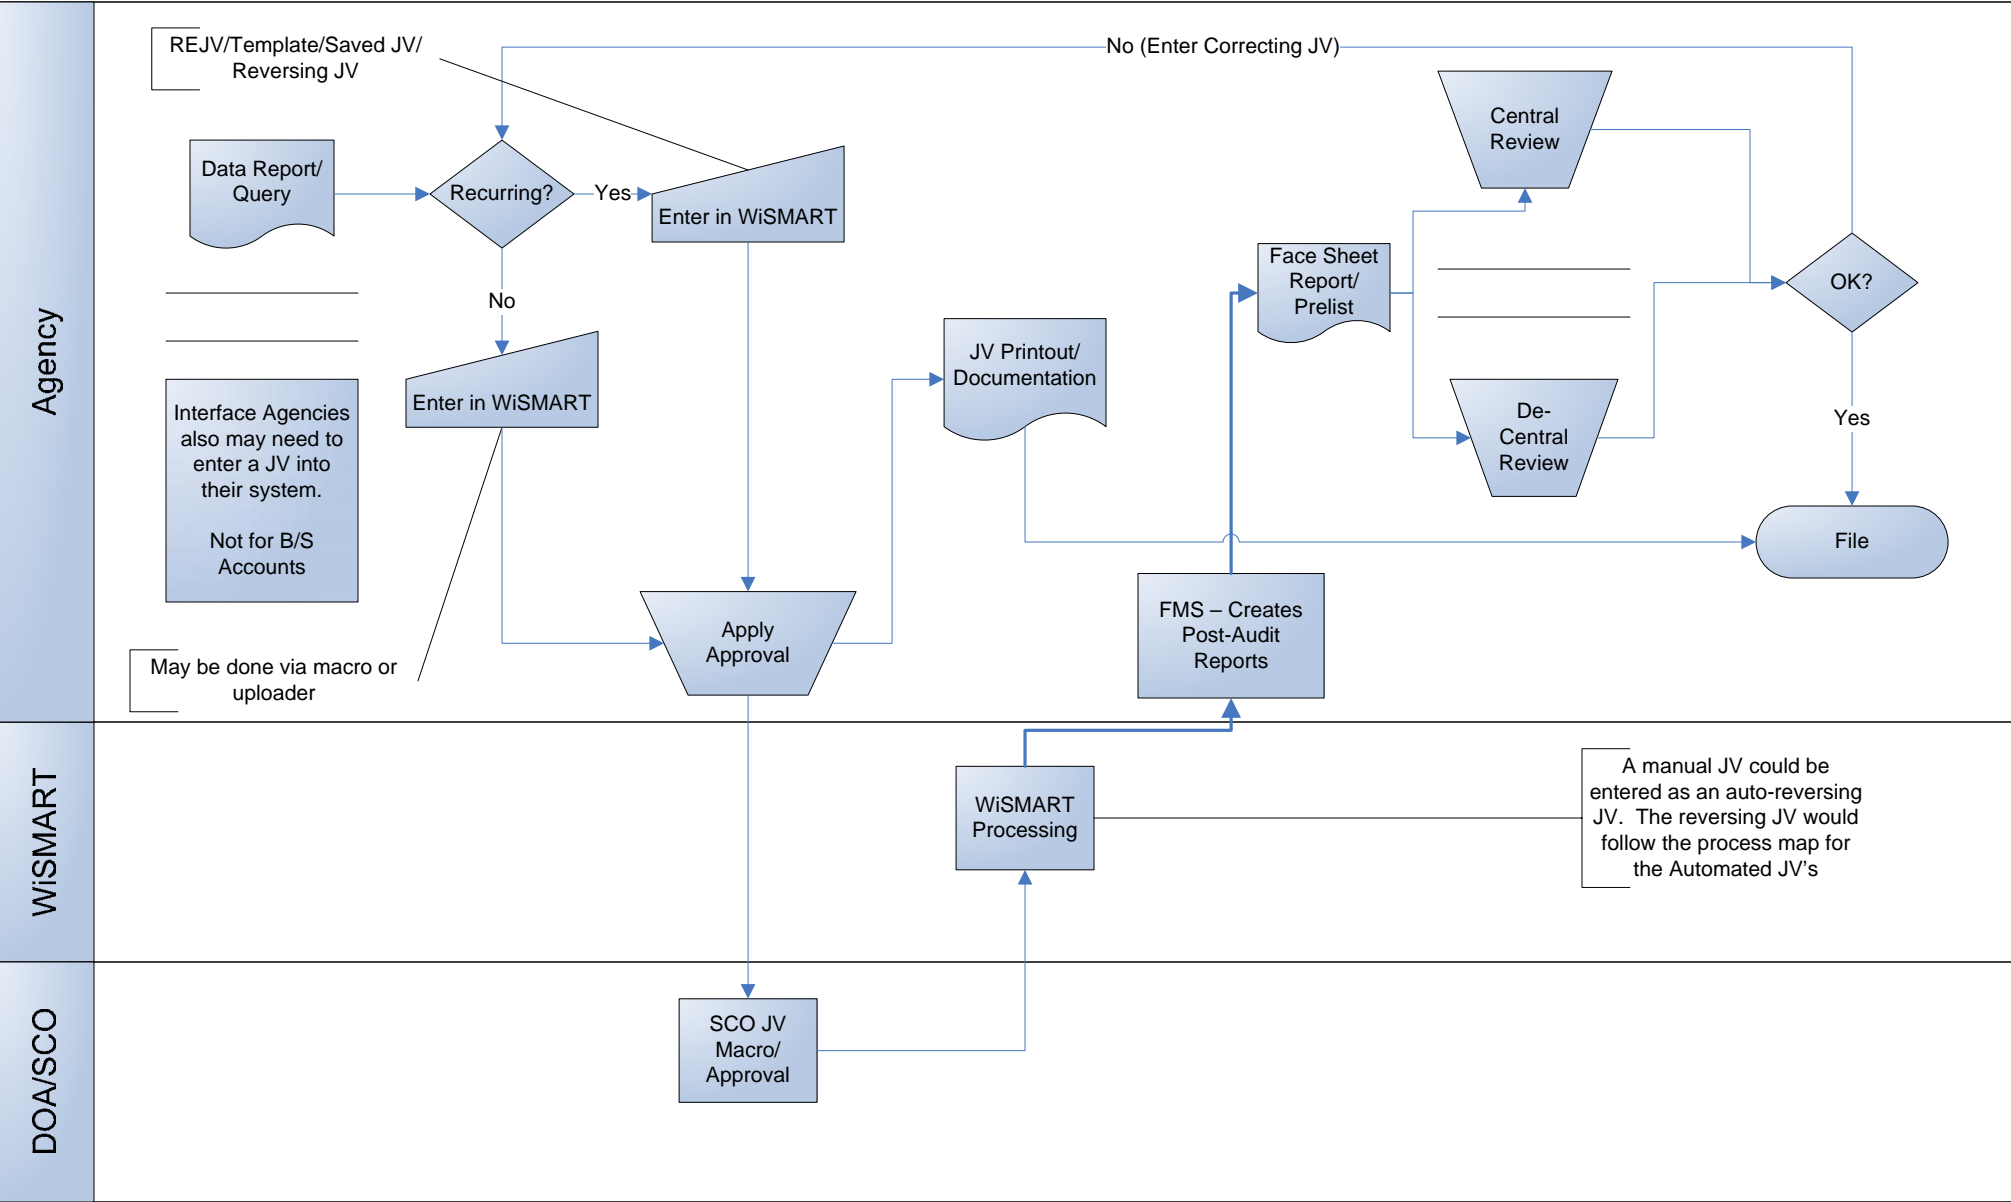 Agency
REJV/Template/Saved JV/
Reversing JV
No (Enter Correcting JV)
Data Report/
Query
Recurring?
Yes
Enter in WiSMART
No
Enter in WiSMART
Interface Agencies
also may need to
enter a JV into
their system.
Not for B/S
Accounts
May be done via macro or
uploader
Apply
Approval
JV Printout/
Documentation
Face Sheet
Report/
Prelist
Central
Review
De-
Central
Review
OK?
Yes
File
FMS – Creates
Post-Audit
Reports
WiSMART
WiSMART
Processing
A manual JV could be
entered as an auto-reversing
JV.  The reversing JV would
follow the process map for
the Automated JV’s
DOA/SCO
SCO JV
Macro/
Approval